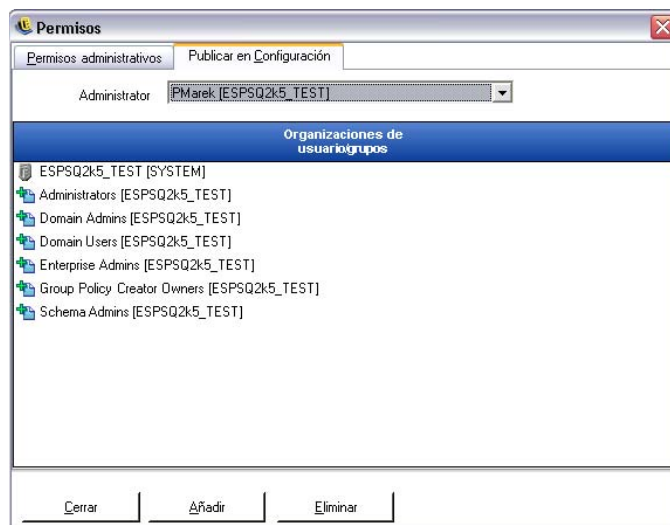 Permisos
Permisos administrativos Publicar en Configuración
Administrator PMarek [ESPSQ2k5_TEST]
Organizaciones de
usuario/grupos
ESPSQ2k5_TEST [SYSTEM]
Administrators [ESPSQ2k5_TEST]
Domain Admins [ESPSQ2k5_TEST]
Domain Users [ESPSQ2k5_TEST]
Enterprise Admins [ESPSQ2k5_TEST]
Group Policy Creator Owners [ESPSQ2k5_TEST]
Schema Admins [ESPSQ2k5_TEST]
Cerrar Añadir Eliminar